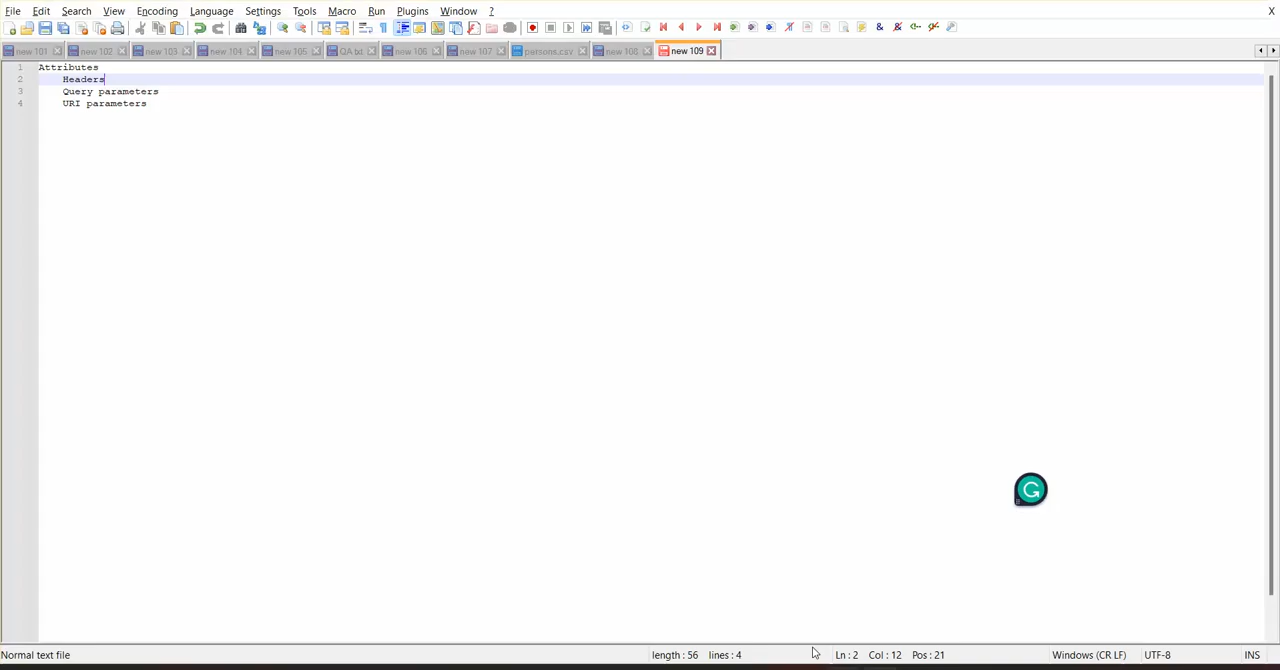 File Edit Search View Encoding Language Settings Tools Macro Run Plugins Window ? X
new 101 new 102 new 103 new 104 new 105 QA.txt new 106 new 107 persons.csv new 108 new 109
1 Attributes
2 Headers
3 Query parameters
4 URI parameters
Normal text file length : 56 lines : 4 Ln : 2 Col : 12 Pos : 21 Windows (CR LF) UTF-8 INS